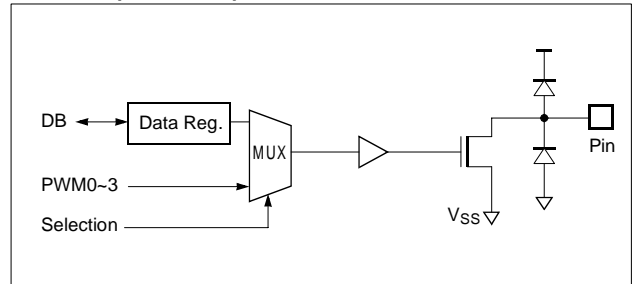 DB
Data Reg.
MUX
Pin
PWM0~3
Selection
VSS